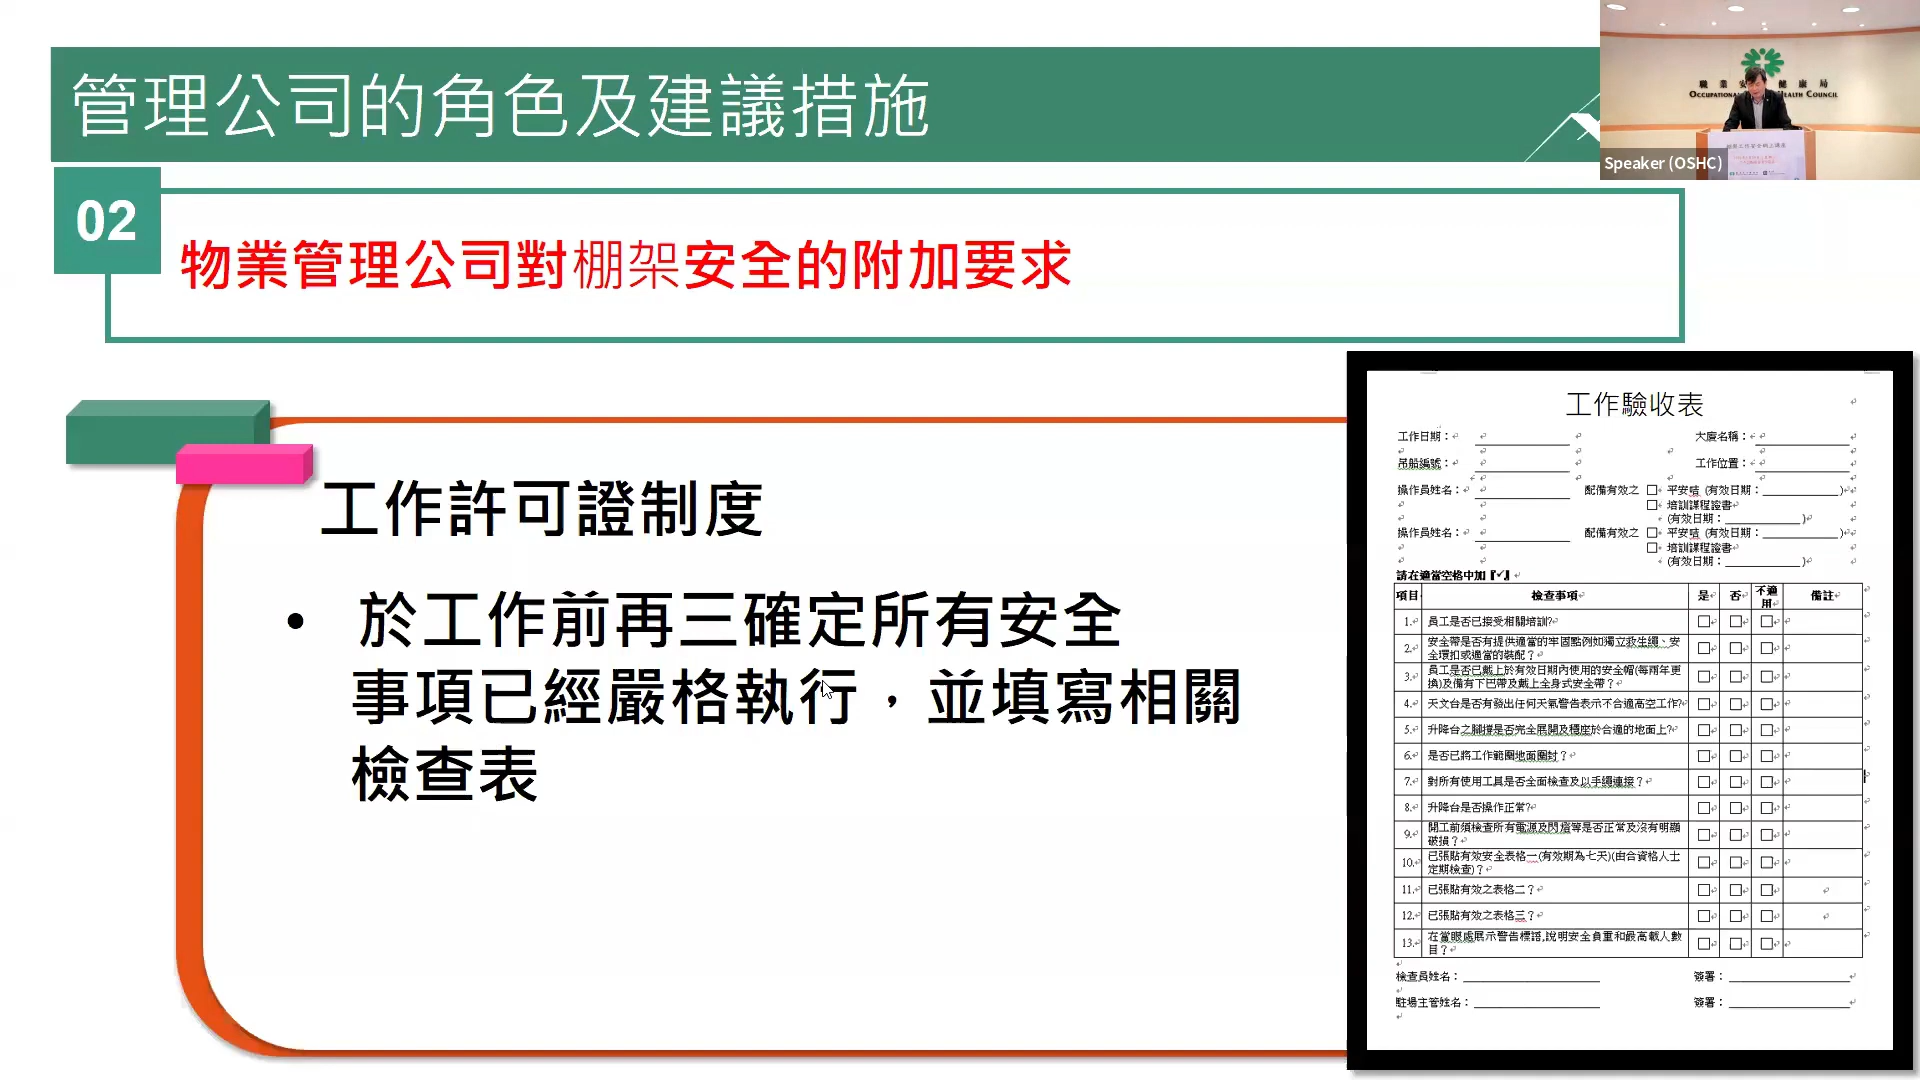 管理公司的角色及建議措施
職業安 健康局
OCCUPATIONAL HEALTH COUNCIL
Speaker (OSHC)
02
物業管理公司對棚架安全的附加要求
工作許可證制度
• 於工作前再三確定所有安全
事項已經嚴格執行，並填寫相關
檢查表
工作驗收表
工作日期： 大廈名稱：
吊船編號： 工作位置：
操作員姓名： 配備有效之 □ 平安咭 (有效日期：____)
□ 培訓課程證書
(有效日期：____)
操作員姓名： 配備有效之 □ 平安咭 (有效日期：____)
□ 培訓課程證書
(有效日期：____)
請在適當空格中加『✓』
項目 檢查事項 是 否 不適用 備註
1. 員工是否已接受相關培訓? □ □ □
2. 安全帶是否有提供適當的牢固點例如獨立救生繩、安
全環扣或適當的裝配？ □ □ □
3. 員工是否已戴上於有效日期內使用的安全帽(每兩年更
換)及備有下巴帶及戴上全身式安全帶？ □ □ □
4. 天文台是否有發出任何天氣警告表示不合適高空工作? □ □ □
5. 升降台之腳撐是否完全展開及穩座於合適的地面上? □ □ □
6. 是否已將工作範圍地面圍封？ □ □ □
7. 對所有使用工具是否全面檢查及以手繩連接？ □ □ □
8. 升降台是否操作正常? □ □ □
9. 開工前須檢查所有電源及閃燈等是否正常及沒有明顯
破損？ □ □ □
10. 已張貼有效安全表格一(有效期為七天)(由合資格人士
定期檢查)？ □ □ □
11. 已張貼有效之表格二？ □ □ □
12. 已張貼有效之表格三？ □ □ □
13. 在當眼處展示警告標語,說明安全負重和最高載人數
目？ □ □ □
檢查員姓名：____ 簽署：____
駐場主管姓名：____ 簽署：____